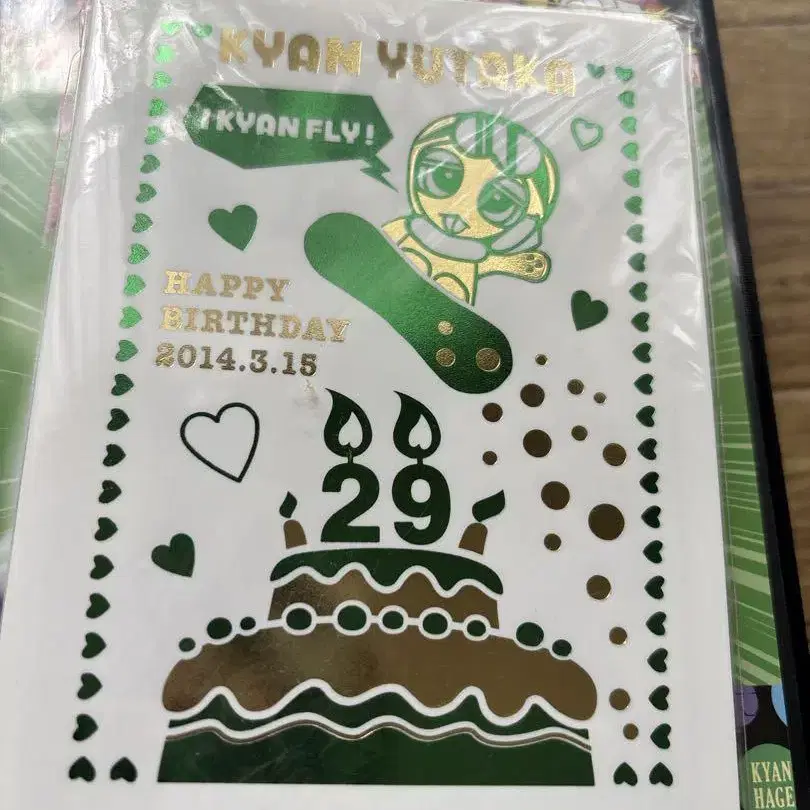 KYAN YUTAKA
I KYAN FLY!
HAPPY
BIRTHDAY
2014.3.15
29
KYAN
HAGE